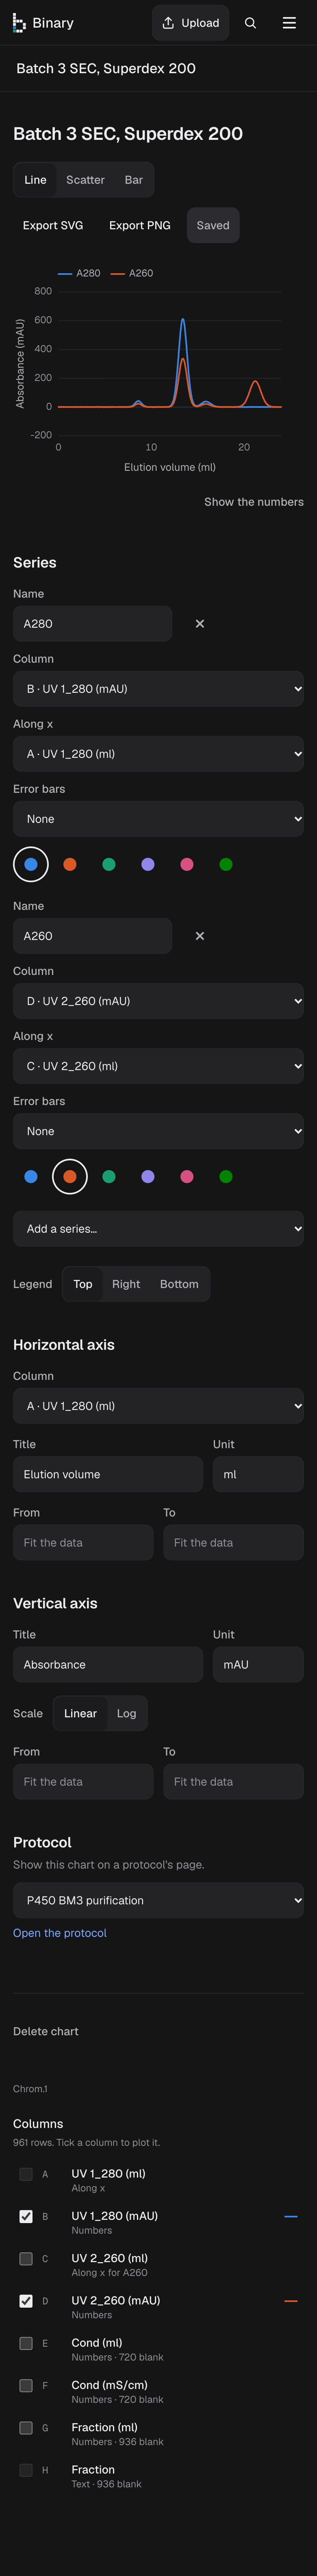 Binary
Upload
Batch 3 SEC, Superdex 200
Batch 3 SEC, Superdex 200
Line Scatter Bar
Export SVG Export PNG Saved
A280 A260
800
600
400
200
0
-200
Absorbance (mAU)
0 10 20
Elution volume (ml)
Show the numbers
Series
Name
A280 ×
Column
B · UV 1_280 (mAU)
Along x
A · UV 1_280 (ml)
Error bars
None
Name
A260 ×
Column
D · UV 2_260 (mAU)
Along x
C · UV 2_260 (ml)
Error bars
None
Add a series...
Legend Top Right Bottom
Horizontal axis
Column
A · UV 1_280 (ml)
Title Unit
Elution volume ml
From To
Fit the data Fit the data
Vertical axis
Title Unit
Absorbance mAU
Scale Linear Log
From To
Fit the data Fit the data
Protocol
Show this chart on a protocol's page.
P450 BM3 purification
Open the protocol
Delete chart
Chrom.1
Columns
961 rows. Tick a column to plot it.
A UV 1_280 (ml)
Along x
B UV 1_280 (mAU)
Numbers
C UV 2_260 (ml)
Along x for A260
D UV 2_260 (mAU)
Numbers
E Cond (ml)
Numbers · 720 blank
F Cond (mS/cm)
Numbers · 720 blank
G Fraction (ml)
Numbers · 936 blank
H Fraction
Text · 936 blank